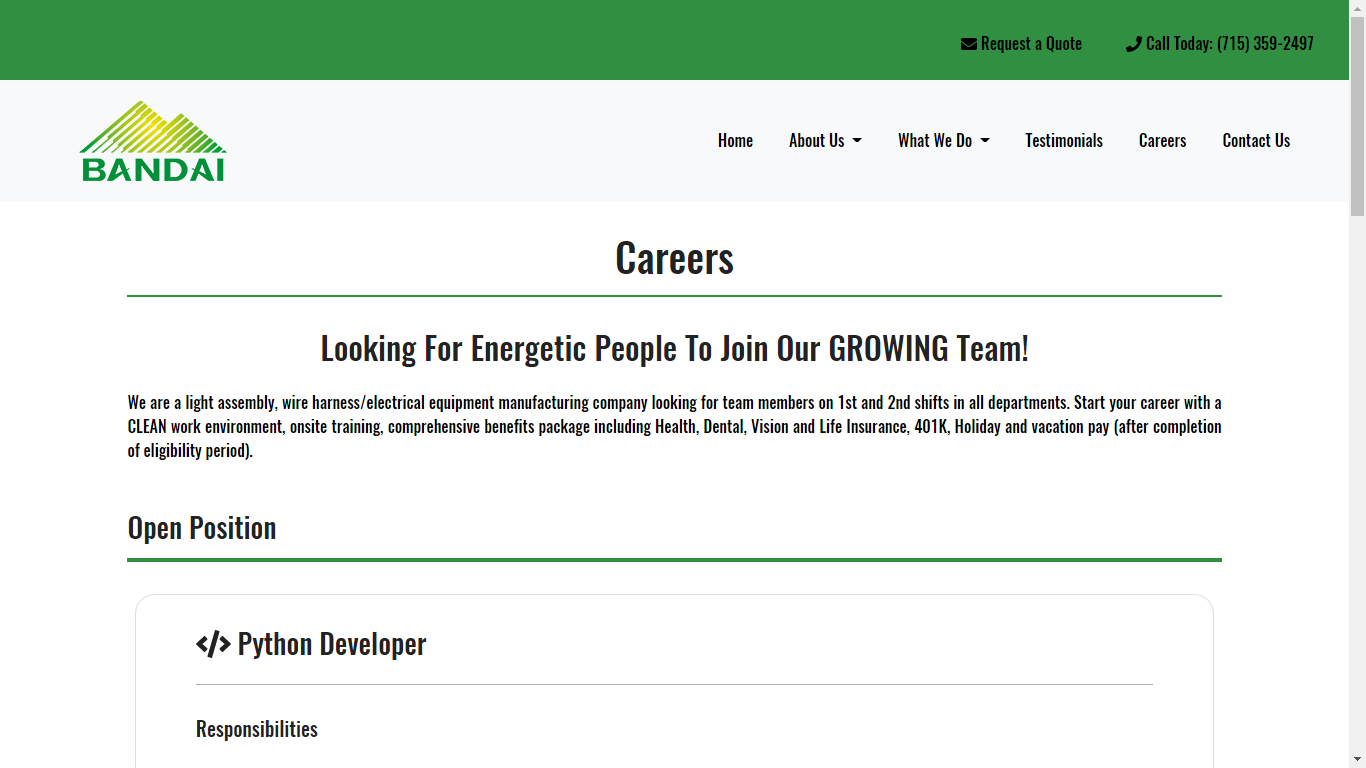 Request a Quote
Call Today: (715) 359-2497
BANDAI
Home
About Us
What We Do
Testimonials
Careers
Contact Us
Careers
Looking For Energetic People To Join Our GROWING Team!
We are a light assembly, wire harness/electrical equipment manufacturing company looking for team members on 1st and 2nd shifts in all departments. Start your career with a
CLEAN work environment, onsite training, comprehensive benefits package including Health, Dental, Vision and Life Insurance, 401K, Holiday and vacation pay (after completion
of eligibility period).
Open Position
Python Developer
Responsibilities